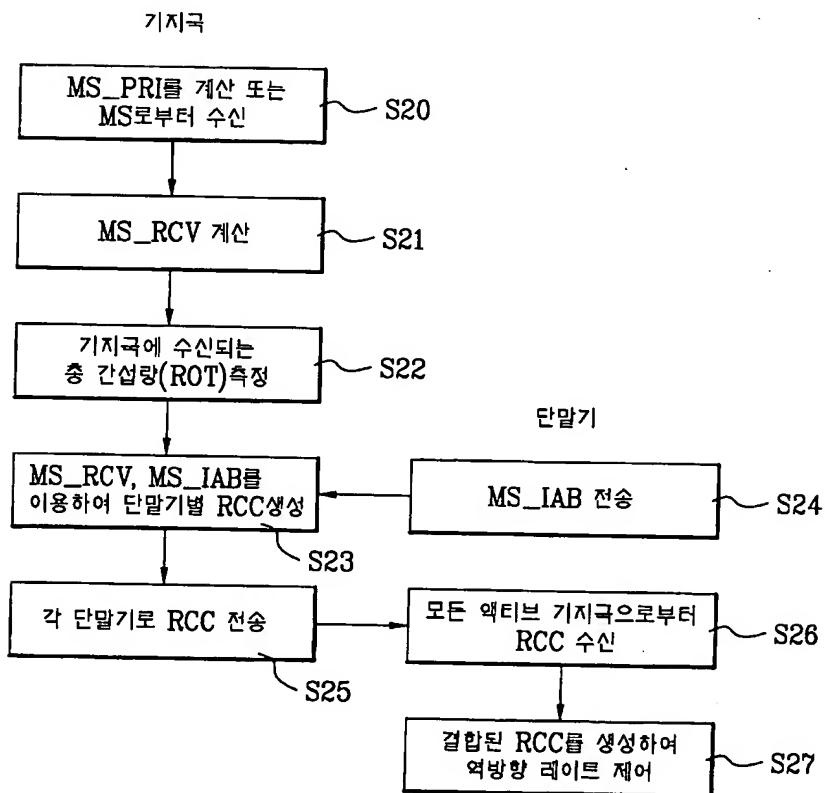 기지국
MS_PRI를 계산 또는
MS로부터 수신
S20
MS_RCV 계산
S21
기지국에 수신되는
총 간섭량(ROT)측정
S22
단말기
MS_RCV, MS_IAB를
이용하여 단말기별 RCC생성
S23
MS_IAB 전송
S24
각 단말기로 RCC 전송
S25
모든 액티브 기지국으로부터
RCC 수신
S26
결합된 RCC를 생성하여
역방향 레이트 제어
S27